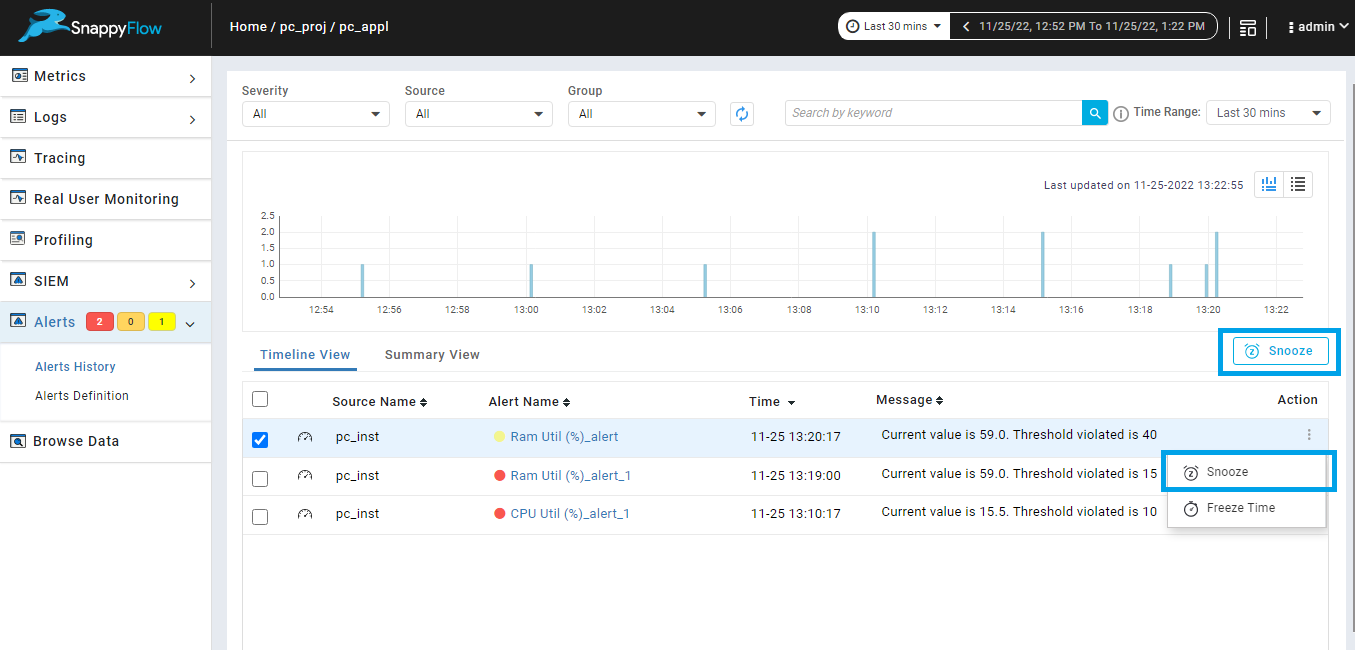 SnappyFlow
Home / pc_proj / pc_appl
Last 30 mins
11/25/22, 12:52 PM To 11/25/22, 1:22 PM
admin
Metrics
Logs
Tracing
Real User Monitoring
Profiling
SIEM
Alerts 2 0 1
Alerts History
Alerts Definition
Browse Data
Severity Source Group
All All All
Search by keyword
Time Range: Last 30 mins
Last updated on 11-25-2022 13:22:55
2.5
2.0
1.5
1.0
0.5
0.0
12:54 12:56 12:58 13:00 13:02 13:04 13:06 13:08 13:10 13:12 13:14 13:16 13:18 13:20 13:22
Timeline View Summary View
Snooze
Source Name Alert Name Time Message Action
pc_inst Ram Util (%)_alert 11-25 13:20:17 Current value is 59.0. Threshold violated is 40
pc_inst Ram Util (%)_alert_1 11-25 13:19:00 Current value is 59.0. Threshold violated is 15
pc_inst CPU Util (%)_alert_1 11-25 13:10:17 Current value is 15.5. Threshold violated is 10
Snooze
Freeze Time